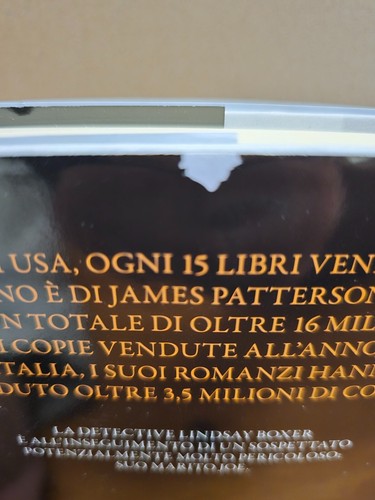 USA, OGNI 15 LIBRI VEN
NO È DI JAMES PATTERSON
N TOTALE DI OLTRE 16 MIL
I COPIE VENDUTE ALL'ANNO
TALIA, I SUOI ROMANZI HANN
DUTO OLTRE 3,5 MILIONI DI CO
LA DETECTIVE LINDSAY BOXER
È ALL'INSEGUIMENTO DI UN SOSPETTATO
POTENZIALMENTE MOLTO PERICOLOSO:
SUO MARITO JOE.